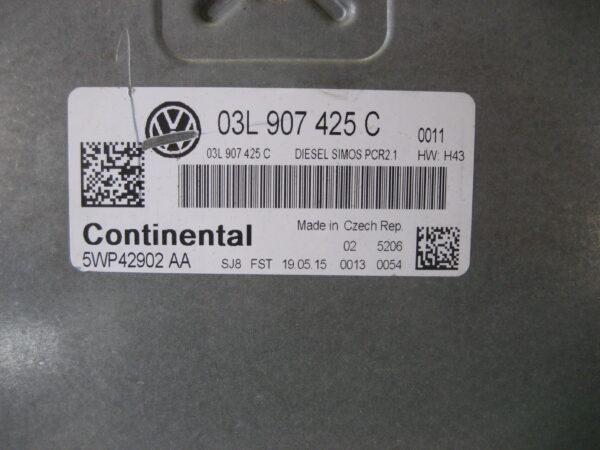 03L 907 425 C 0011
03L 907 425 C DIESEL SIMOS PCR2.1 HW: H43
Made in Czech Rep.
Continental
02 5206
5WP42902 AA SJ8 FST 19.05.15 0013 0054